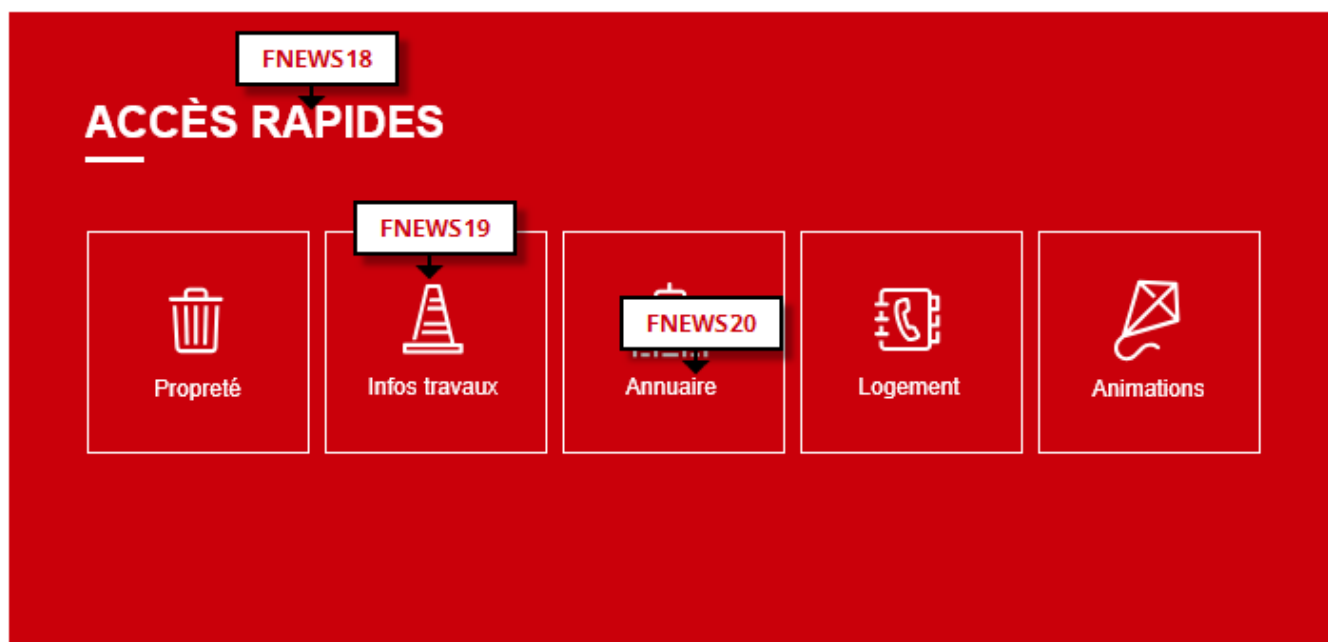 FNEWS18
ACCÈS RAPIDES
FNEWS19
FNEWS20
Propreté
Infos travaux
Annuaire
Logement
Animations